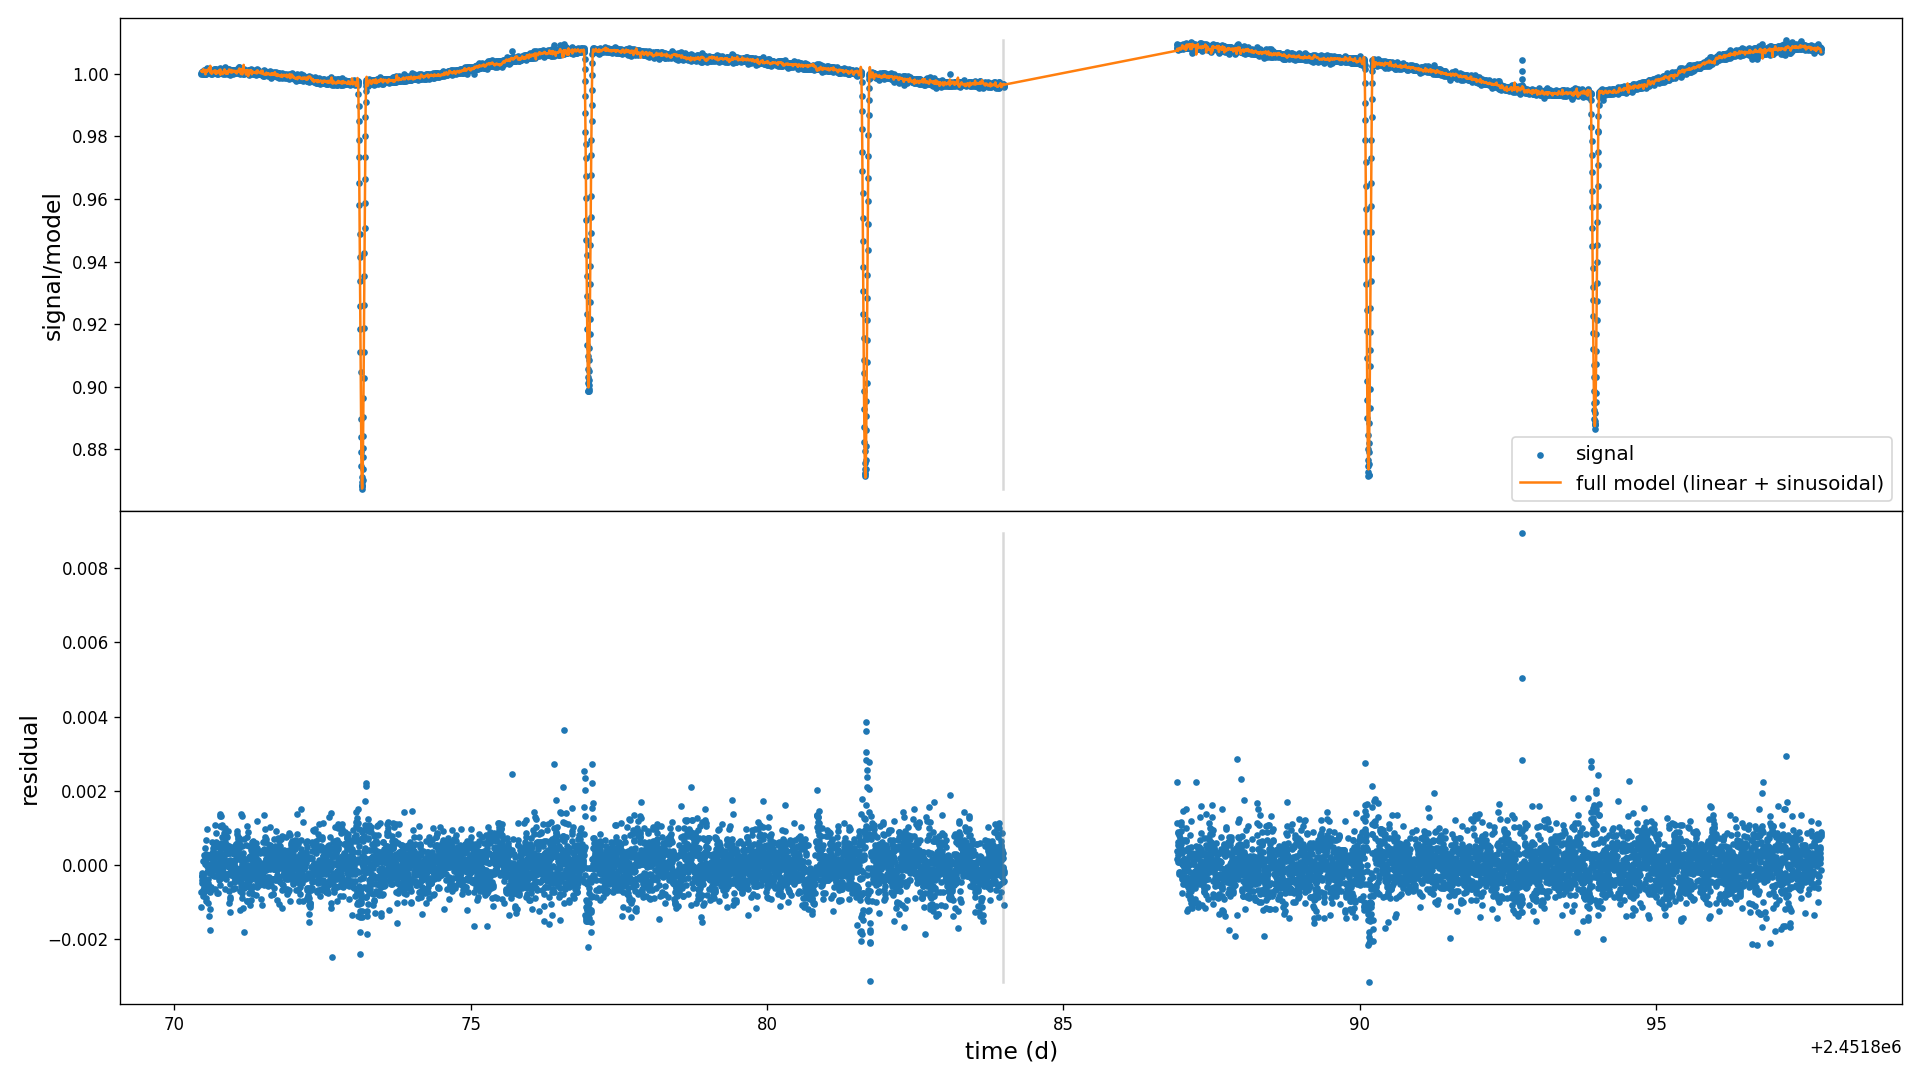 1.00
0.98
0.96
0.94
0.92
0.90
0.88
signal/model
signal
full model (linear + sinusoidal)
0.008
0.006
0.004
0.002
0.000
−0.002
residual
70 75 80 85 90 95
time (d)
+2.4518e6